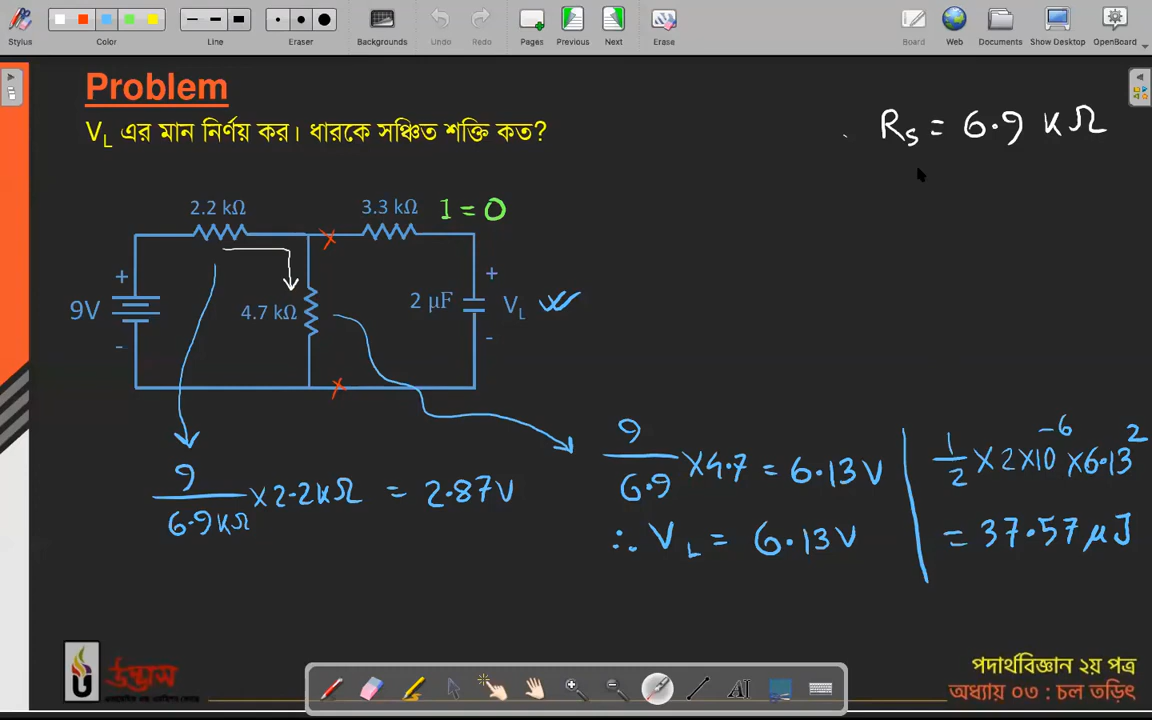 Stylus
Color
Line
Eraser
Backgrounds
Undo
Redo
Pages
Previous
Next
Erase
Board
Web
Documents
Show Desktop
OpenBoard
Problem
V_L এর মান নির্ণয় কর। ধারকে সঞ্চিত শক্তি কত?
R_S = 6.9 KΩ
2.2 kΩ
3.3 kΩ
I = 0
+
+
9V
4.7 kΩ
2 μF
V_L
-
-
9/6.9KΩ × 2.2KΩ = 2.87V
9/6.9 × 4.7 = 6.13V
∴ V_L = 6.13V
1/2 × 2×10^-6 × 6.13^2
= 37.57 μJ
উদ্ভাস
পদার্থবিজ্ঞান ২য় পত্র
অধ্যায় ০৩ : চল তড়িৎ